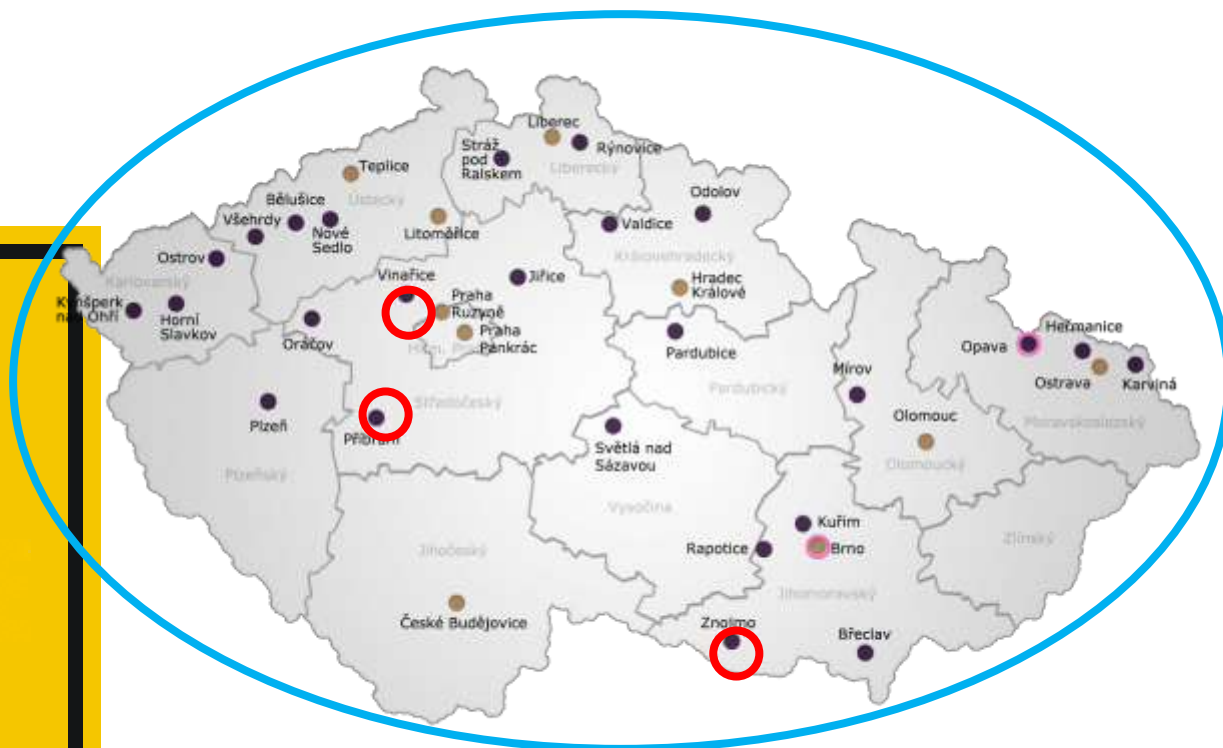 Liberec
Stráž
pod
Ralskem
Rýnovice
Liberecký
Teplice
Ústecký
Odolov
Bělušice
Všehrdy
Nové
Sedlo
Litoměřice
Valdice
Královéhradecký
Ostrov
Karlovarský
Vinařice
Jiřice
Hradec
Králové
Kynšperk
nad Ohří
Horní
Slavkov
Oráčov
Praha
Ruzyně
Praha
Pankrác
Pardubice
Pardubický
Heřmanice
Opava
Ostrava
Karviná
Mírov
Moravskoslezský
Středočeský
Příbram
Plzeň
Plzeňský
Olomouc
Olomoucký
Světlá nad
Sázavou
Vysočina
Kuřim
Brno
Rapotice
Zlínský
Jihočeský
Jihomoravský
České Budějovice
Znojmo
Břeclav